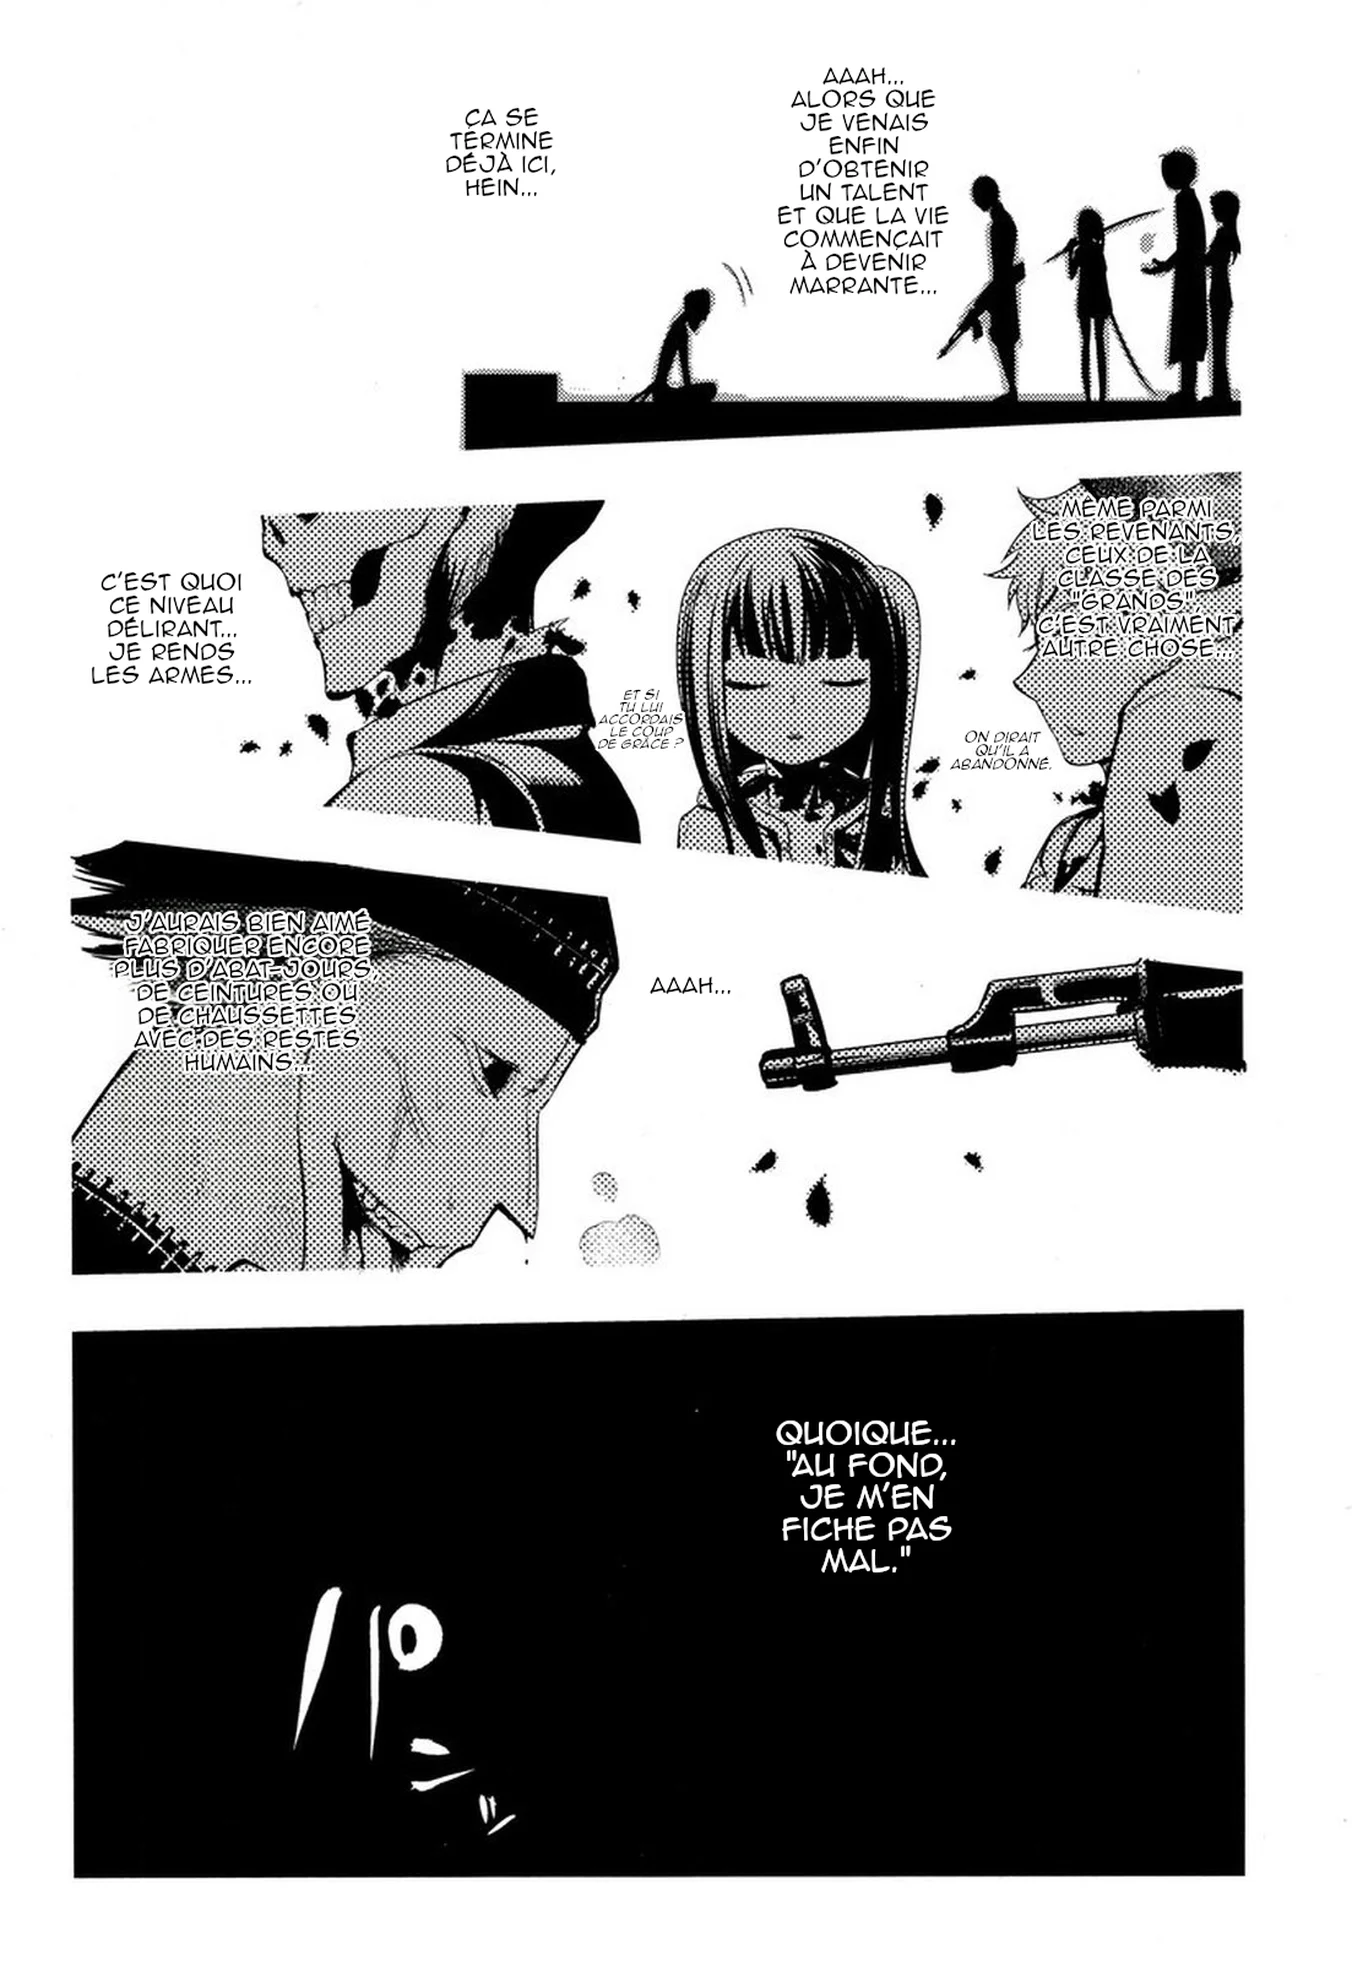 AAAH...
ALORS QUE
JE VENAIS
ENFIN
D'OBTENIR
UN TALENT
ET QUE LA VIE
COMMENÇAIT
À DEVENIR
MARRANTE...
ÇA SE
TERMINE
DÉJÀ ICI,
HEIN...
MÊME PARMI
LES REVENANTS,
CEUX DE LA
CLASSE DES
"GRANDS",
C'EST VRAIMENT
AUTRE CHOSE...
ON DIRAIT
QU'IL A
ABANDONNÉ.
ET SI
TU LUI
ACCORDAIS
LE COUP
DE GRÂCE ?
C'EST QUOI
CE NIVEAU
DÉLIRANT...
JE RENDS
LES ARMES...
AAAH...
J'AURAIS BIEN AIMÉ
FABRIQUER ENCORE
PLUS D'ABAT-JOURS,
DE CEINTURES OU
DE CHAUSSETTES
AVEC DES RESTES
HUMAINS...
QUOIQUE...
"AU FOND,
JE M'EN
FICHE PAS
MAL."
パンッ